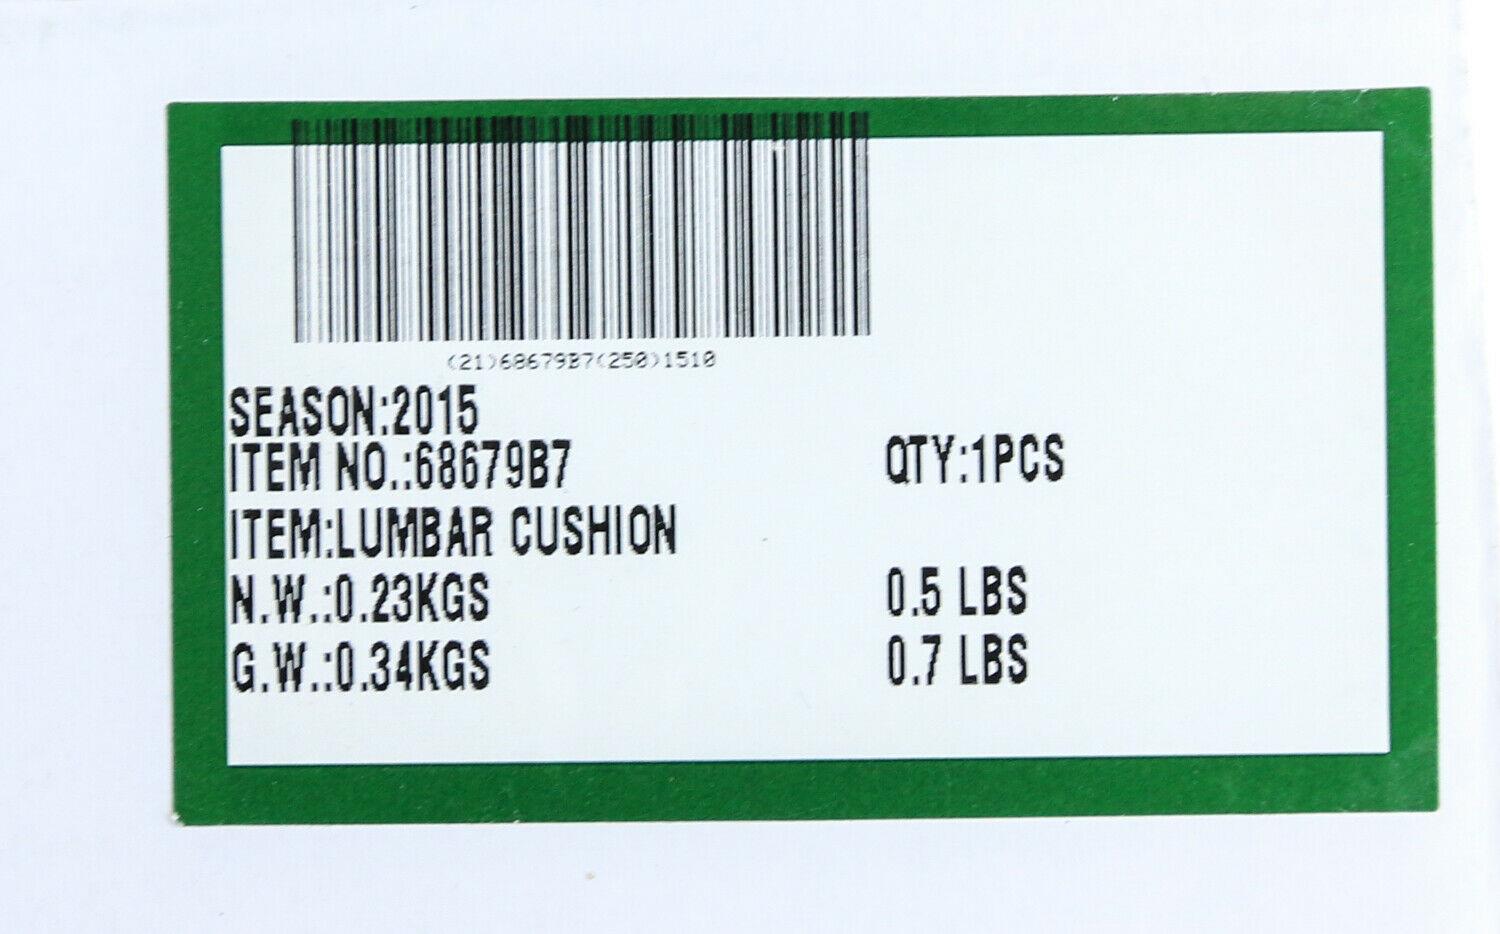 (21)68679B7(250)1510
SEASON:2015
ITEM NO.:68679B7 QTY:1PCS
ITEM:LUMBAR CUSHION
N.W.:0.23KGS 0.5 LBS
G.W.:0.34KGS 0.7 LBS